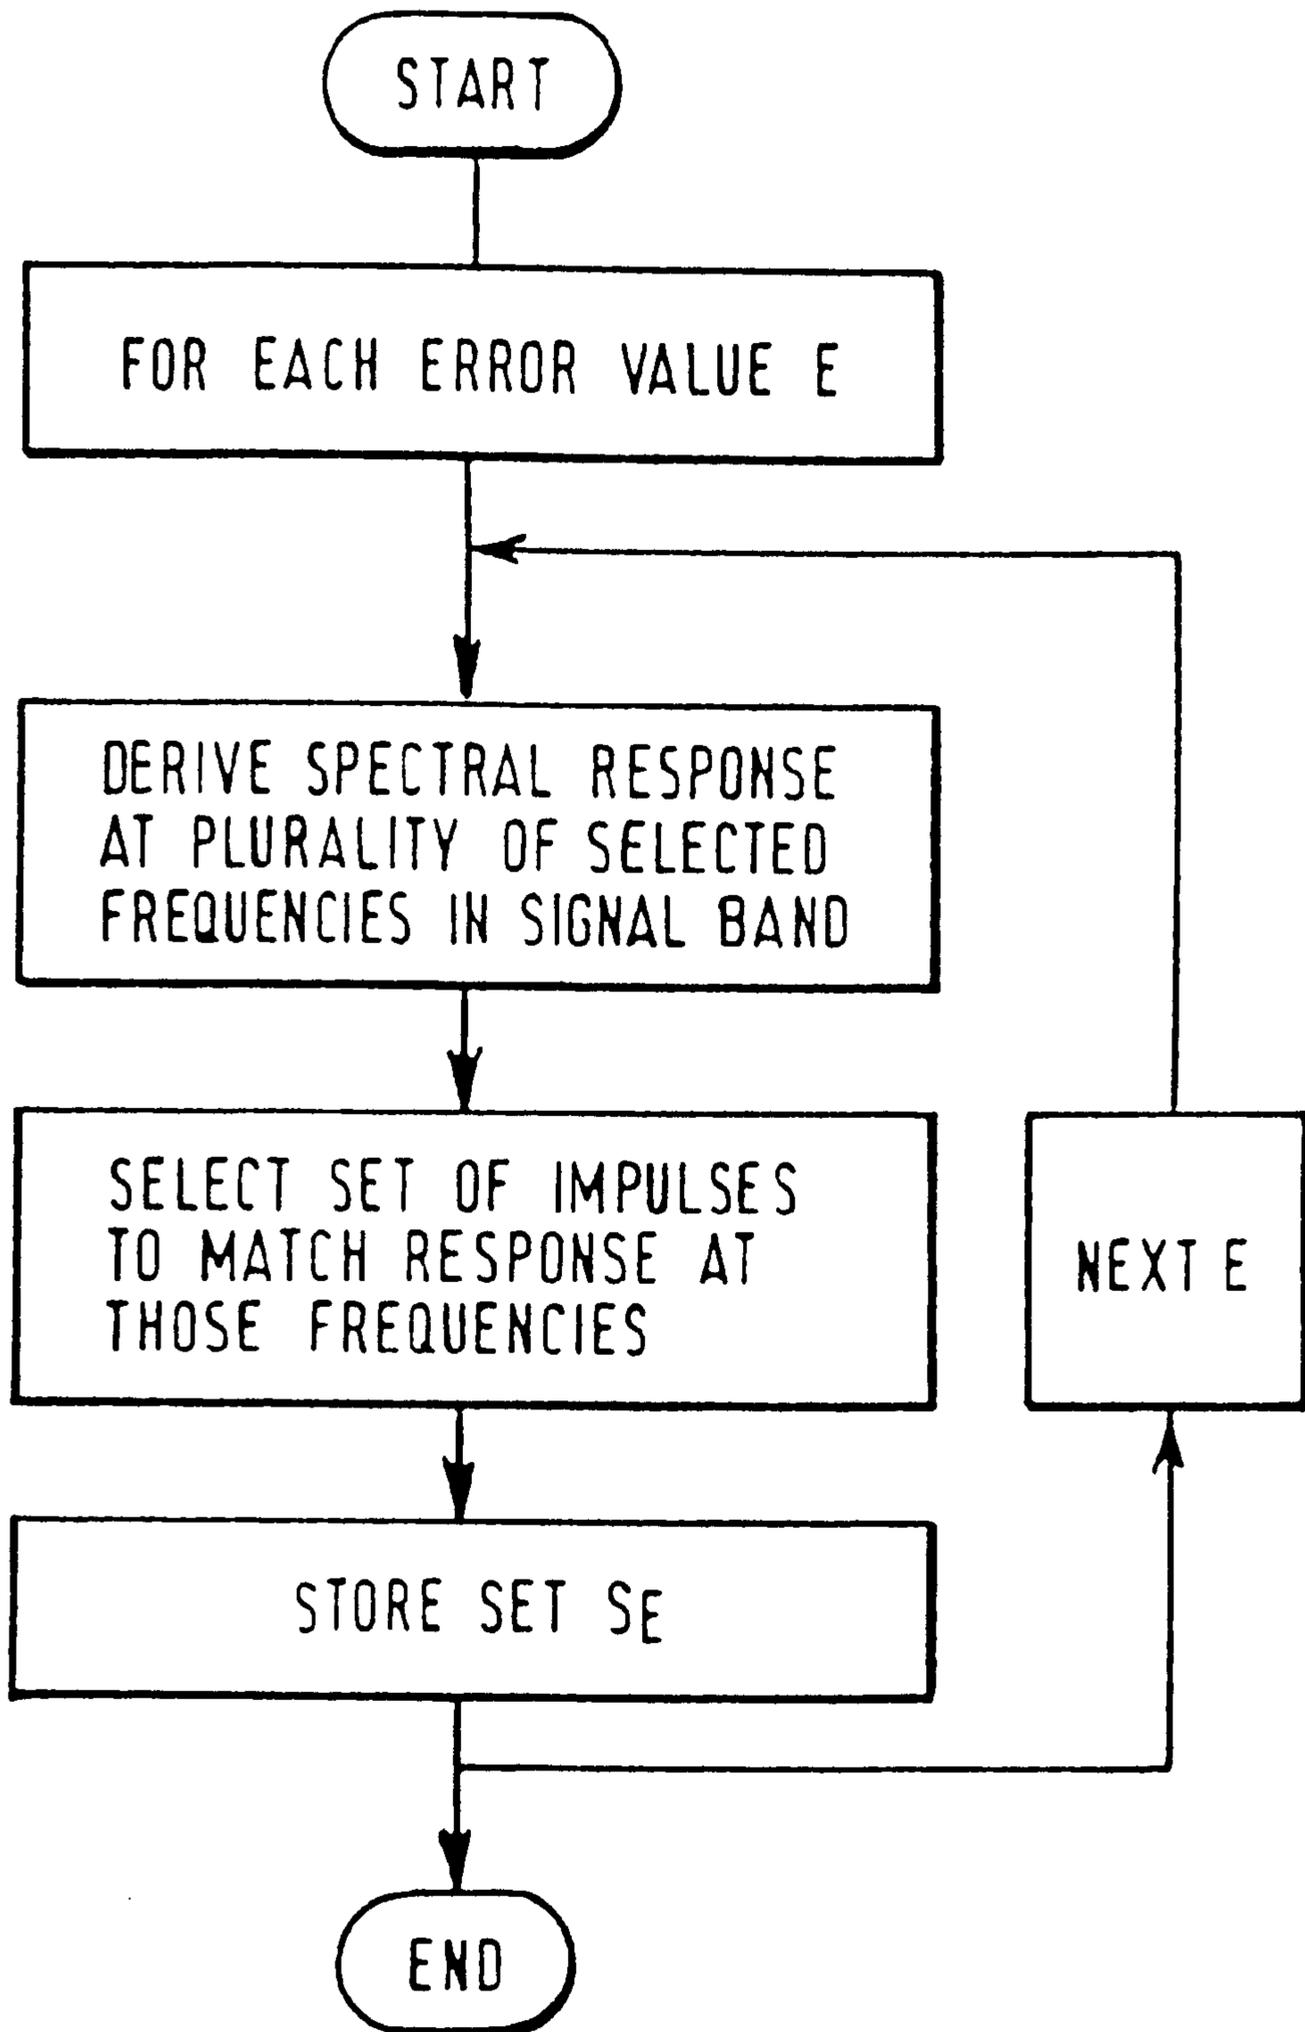 START
FOR EACH ERROR VALUE E
DERIVE SPECTRAL RESPONSE
AT PLURALITY OF SELECTED
FREQUENCIES IN SIGNAL BAND
SELECT SET OF IMPULSES
TO MATCH RESPONSE AT
THOSE FREQUENCIES
NEXT E
STORE SET SE
END